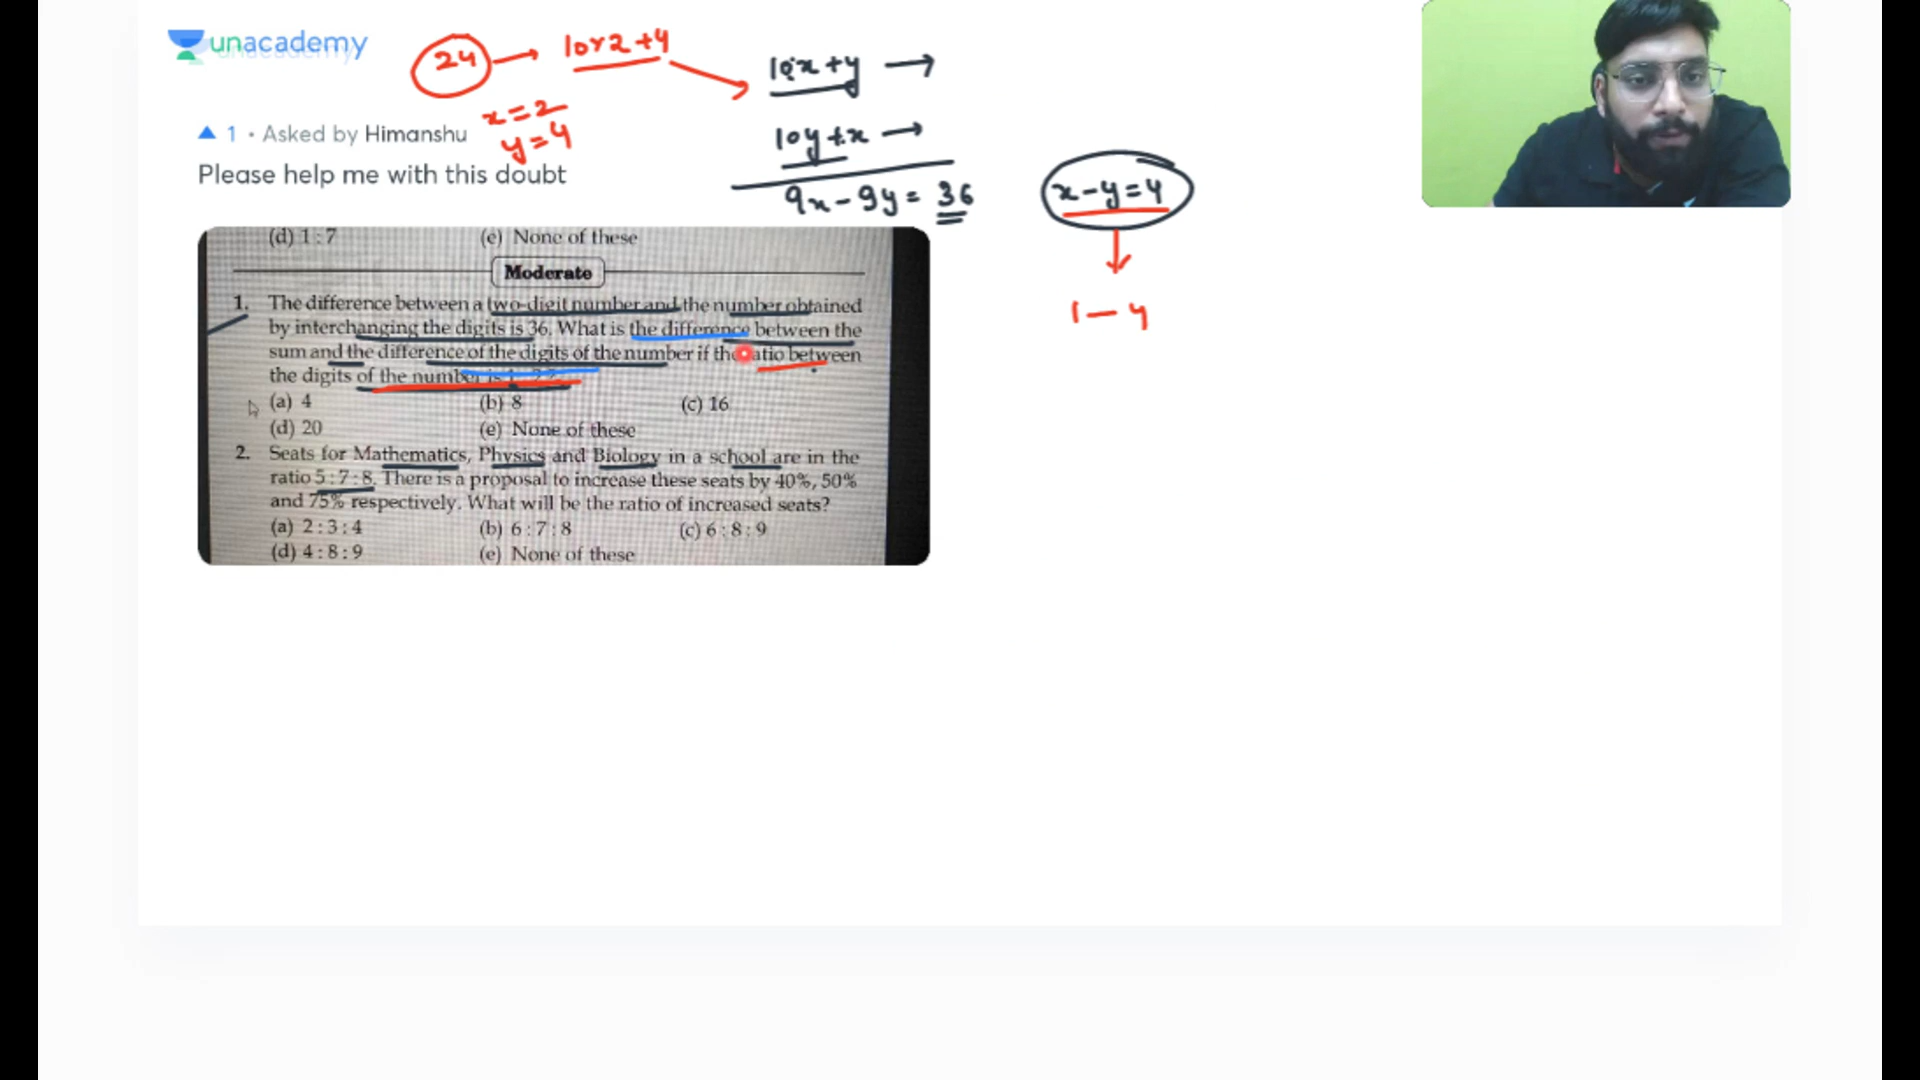 unacademy
24 → 10×2+4
x=2
y=4
10x+y →
10y+x →
9x-9y=36
x-y=4
1-4
1 • Asked by Himanshu
Please help me with this doubt
(d) 1:7 (e) None of these
Moderate
1. The difference between a two-digit number and the number obtained
by interchanging the digits is 36. What is the difference between the
sum and the difference of the digits of the number if the ratio between
the digits of the number is
(a) 4 (b) 8 (c) 16
(d) 20 (e) None of these
2. Seats for Mathematics, Physics and Biology in a school are in the
ratio 5:7:8. There is a proposal to increase these seats by 40%, 50%
and 75% respectively. What will be the ratio of increased seats?
(a) 2:3:4 (b) 6:7:8 (c) 6:8:9
(d) 4:8:9 (e) None of these